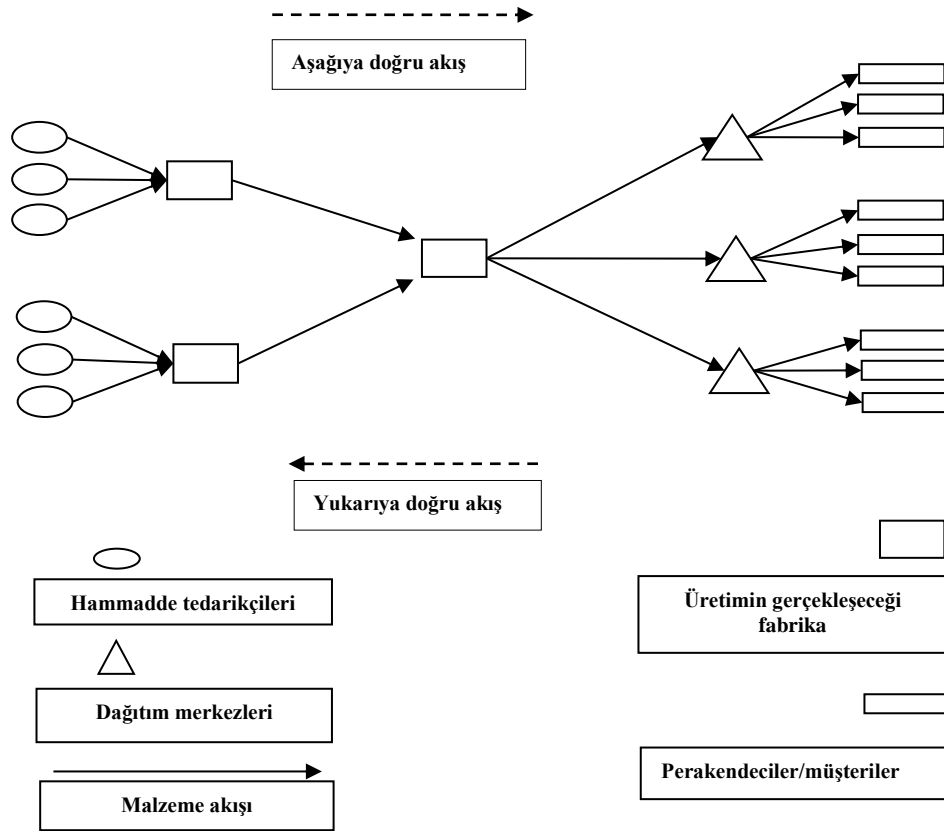 Aşağıya doğru akış
Yukarıya doğru akış
Hammadde tedarikçileri
Üretimin gerçekleşeceği
fabrika
Dağıtım merkezleri
Perakendeciler/müşteriler
Malzeme akışı